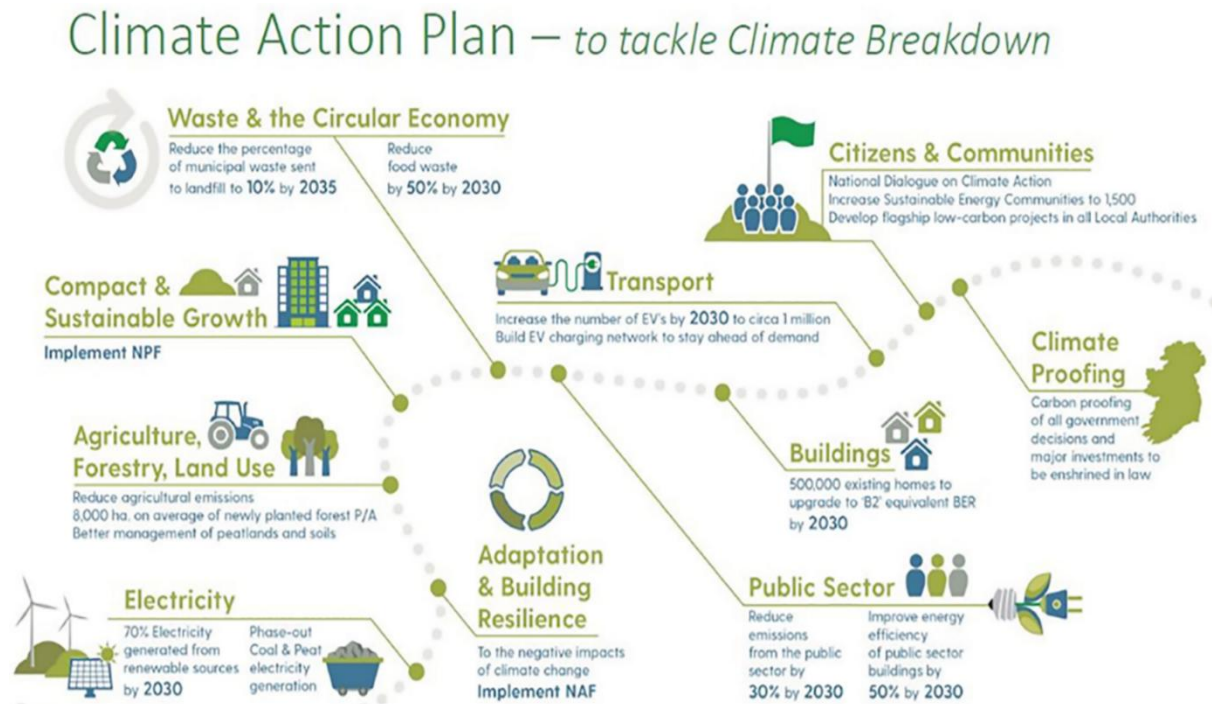 Climate Action Plan – to tackle Climate Breakdown
Waste & the Circular Economy
Reduce the percentage
of municipal waste sent
to landfill to 10% by 2035
Reduce
food waste
by 50% by 2030
Citizens & Communities
National Dialogue on Climate Action
Increase Sustainable Energy Communities to 1,500
Develop flagship low-carbon projects in all Local Authorities
Compact &
Sustainable Growth
Implement NPF
Transport
Increase the number of EV's by 2030 to circa 1 million
Build EV charging network to stay ahead of demand
Climate
Proofing
Carbon proofing
of all government
decisions and
major investments to
be enshrined in law
Agriculture,
Forestry, Land Use
Reduce agricultural emissions
8,000 ha. on average of newly planted forest P/A
Better management of peatlands and soils
Buildings
500,000 existing homes to
upgrade to 'B2' equivalent BER
by 2030
Adaptation
& Building
Resilience
To the negative impacts
of climate change
Implement NAF
Electricity
70% Electricity
generated from
renewable sources
by 2030
Phase-out
Coal & Peat
electricity
generation
Public Sector
Reduce
emissions
from the public
sector by
30% by 2030
Improve energy
efficiency
of public sector
buildings by
50% by 2030